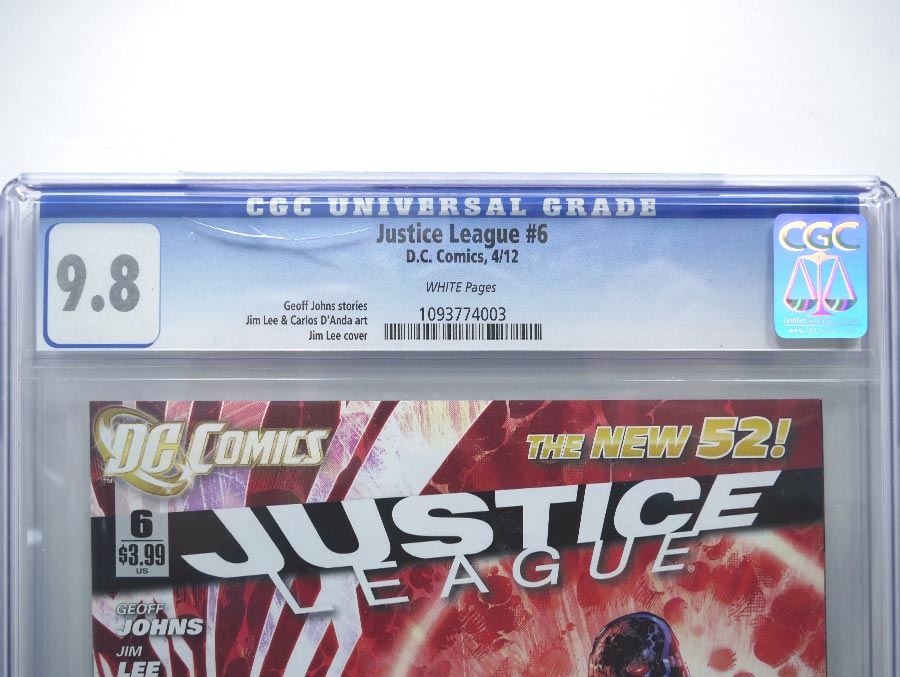 CGC UNIVERSAL GRADE
9.8
Justice League #6
D.C. Comics, 4/12
WHITE Pages
Geoff Johns stories
Jim Lee & Carlos D'Anda art
Jim Lee cover
1093774003
CGC
DC COMICS
TM
THE NEW 52!
6
$3.99
US
JUSTICE
LEAGUE
®
GEOFF
JOHNS
JIM
LEE